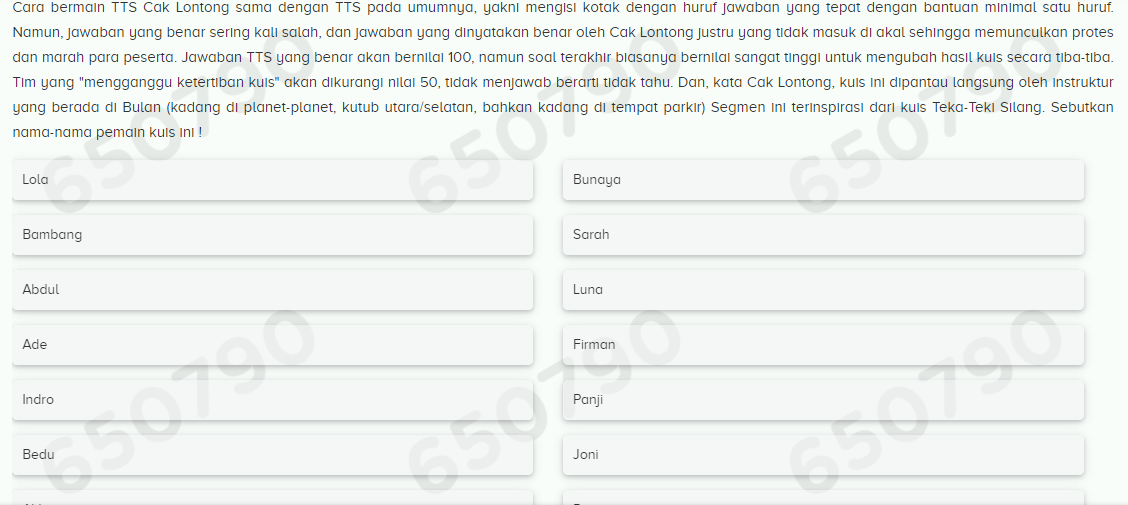 Cara bermain TTS Cak Lontong sama dengan TTS pada umumnya, yakni mengisi kotak dengan huruf jawaban yang tepat dengan bantuan minimal satu huruf.
Namun, jawaban yang benar sering kali salah, dan jawaban yang dinyatakan benar oleh Cak Lontong justru yang tidak masuk di akal sehingga memunculkan protes
dan marah para peserta. Jawaban TTS yang benar akan bernilai 100, namun soal terakhir biasanya bernilai sangat tinggi untuk mengubah hasil kuis secara tiba-tiba.
Tim yang "mengganggu ketertiban kuis" akan dikurangi nilai 50, tidak menjawab berarti tidak tahu. Dan, kata Cak Lontong, kuis ini dipantau langsung oleh instruktur
yang berada di Bulan (kadang di planet-planet, kutub utara/selatan, bahkan kadang di tempat parkir) Segmen ini terinspirasi dari kuis Teka-Teki Silang. Sebutkan
nama-nama pemain kuis ini !
Lola
Bunaya
Bambang
Sarah
Abdul
Luna
Ade
Firman
Indro
Panji
Bedu
Joni
650790
650790
650790
650790
650790
650790